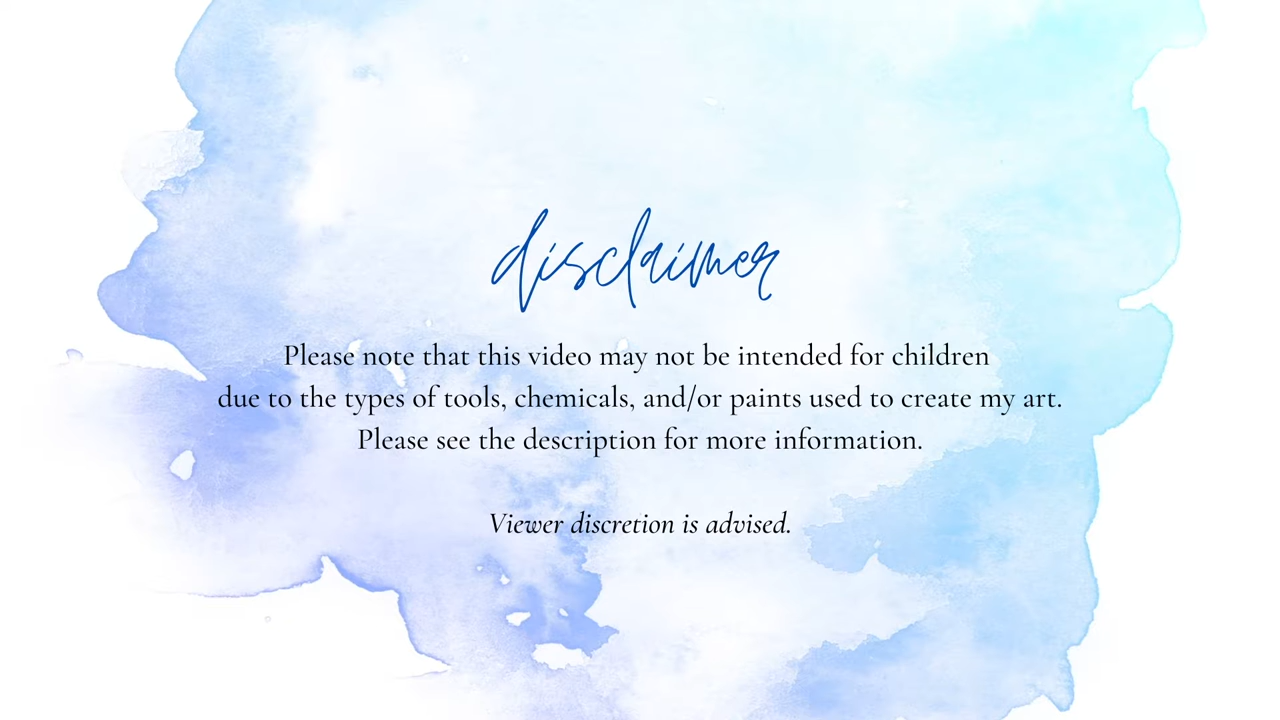 disclaimer
Please note that this video may not be intended for children
due to the types of tools, chemicals, and/or paints used to create my art.
Please see the description for more information.
Viewer discretion is advised.